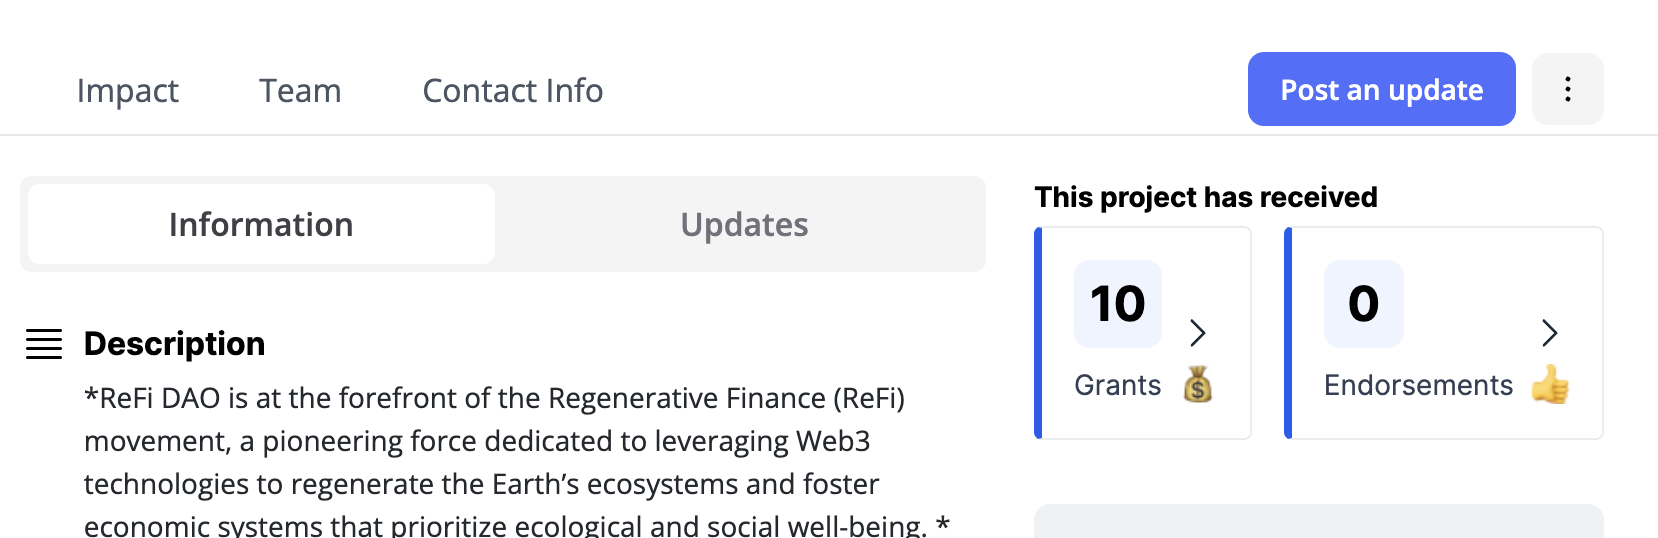 Impact Team Contact Info Post an update
Information Updates
This project has received
10
Grants
0
Endorsements
Description
*ReFi DAO is at the forefront of the Regenerative Finance (ReFi)
movement, a pioneering force dedicated to leveraging Web3
technologies to regenerate the Earth’s ecosystems and foster
economic systems that prioritize ecological and social well-being. *